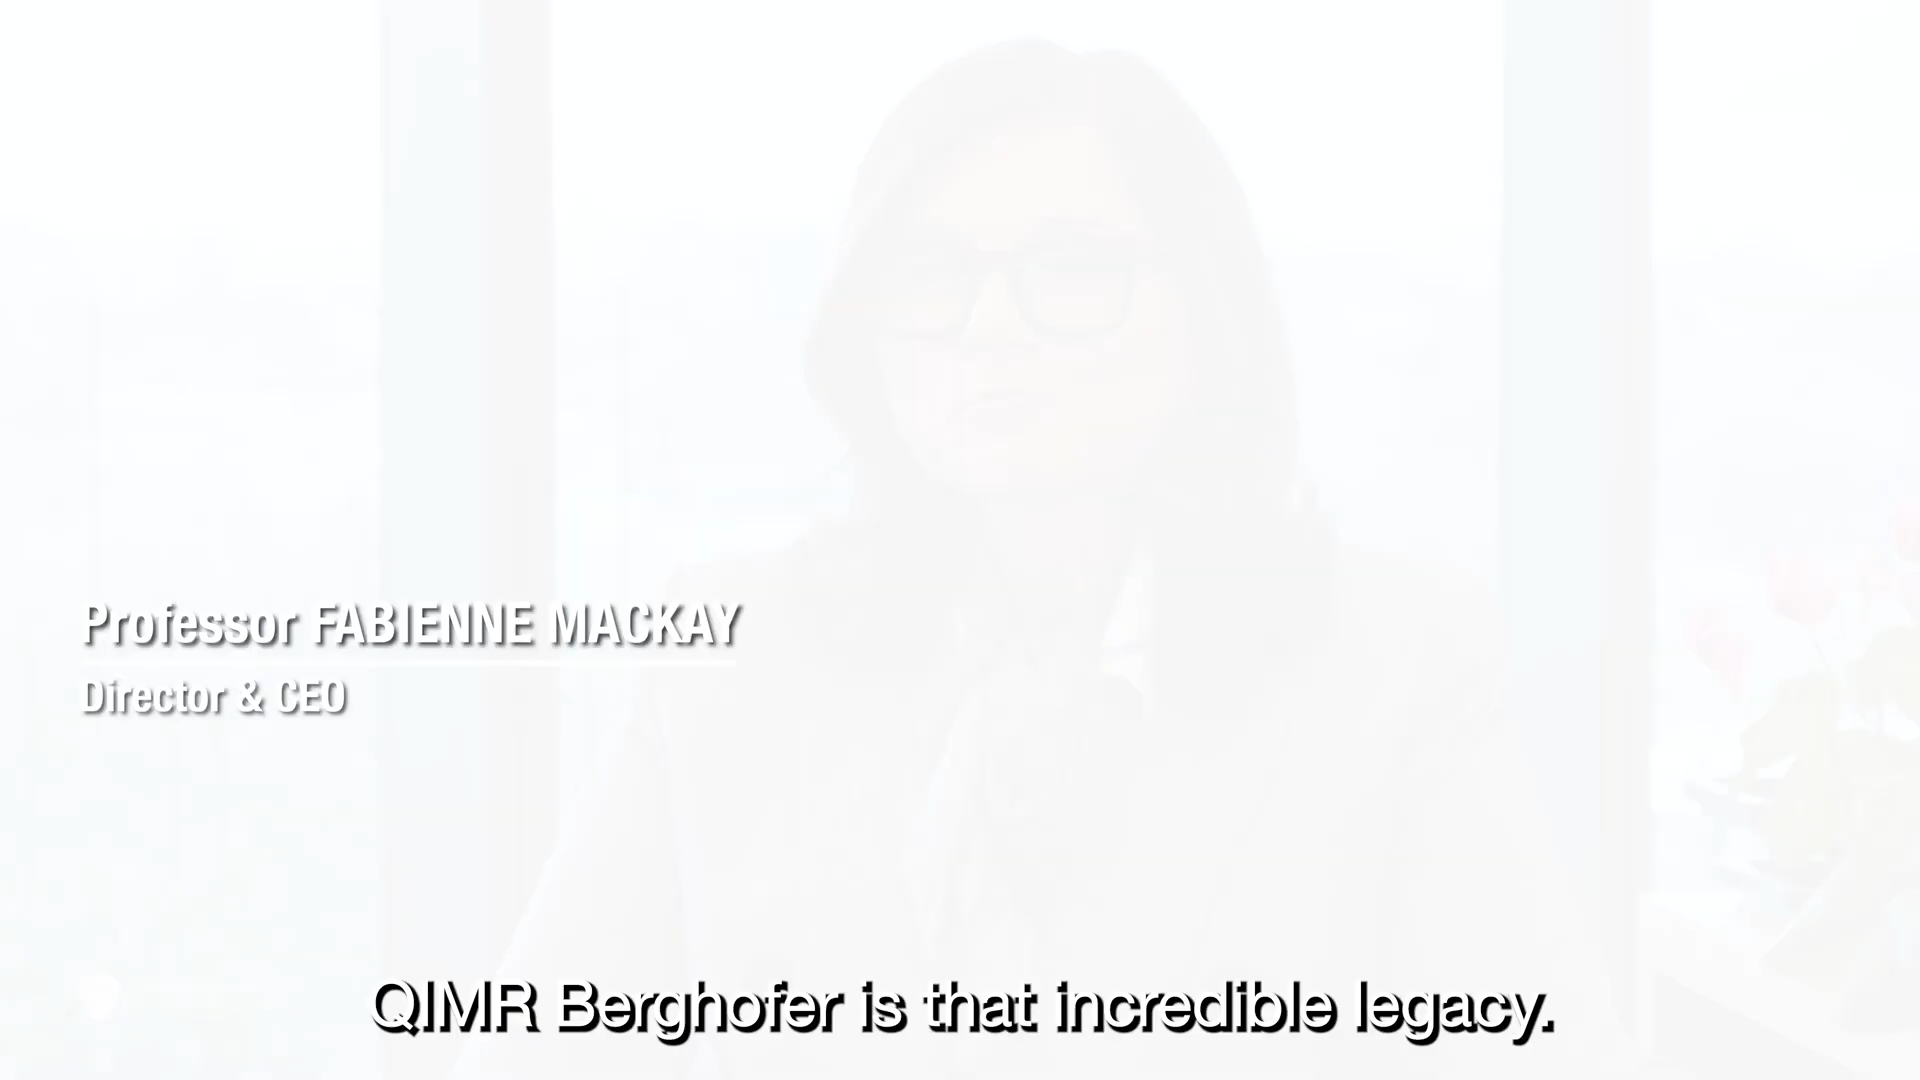 Professor FABIENNE MACKAY
Director & CEO
QIMR Berghofer is that incredible legacy.